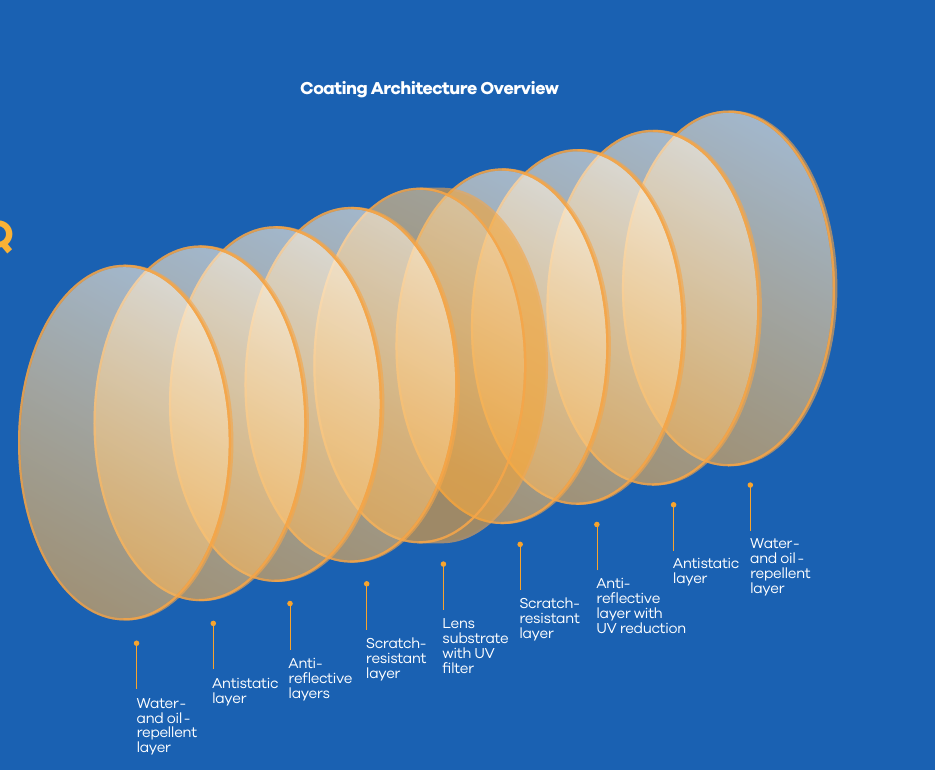 Coating Architecture Overview
Q
Water-
and oil-
repellent
layer
Antistatic
layer
Anti-
reflective
layers
Scratch-
resistant
layer
Lens
substrate
with UV
filter
Scratch-
resistant
layer
Anti-
reflective
layer with
UV reduction
Antistatic
layer
Water-
and oil-
repellent
layer